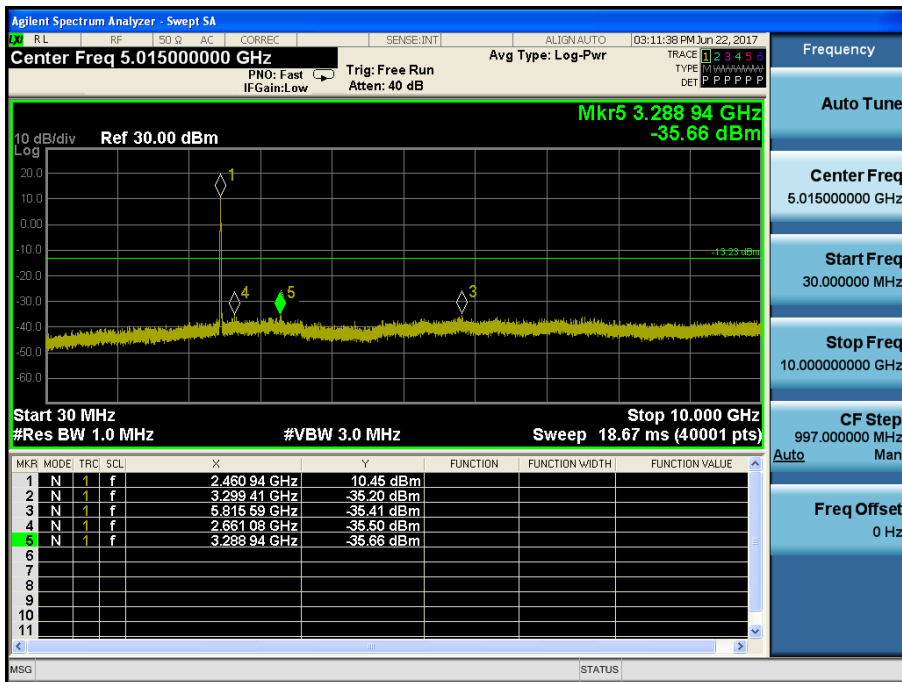 Agilent Spectrum Analyzer - Swept SA
LXI RL RF 50 Ω AC CORREC SENSE:INT ALIGNAUTO 03:11:38 PM Jun 22, 2017
Center Freq 5.015000000 GHz
PNO: Fast
IFGain:Low
Trig: Free Run
Atten: 40 dB
Avg Type: Log-Pwr
TRACE 1 2 3 4 5 6
TYPE MWWWWW
DET P P P P P P
Mkr5 3.288 94 GHz
-35.66 dBm
10 dB/div Ref 30.00 dBm
Log
20.0
10.0
0.00
-10.0
-20.0
-30.0
-40.0
-50.0
-60.0
1
4
5
3
-13.23 dBm
Start 30 MHz Stop 10.000 GHz
#Res BW 1.0 MHz #VBW 3.0 MHz Sweep 18.67 ms (40001 pts)
MKR MODE TRC SCL X Y FUNCTION FUNCTION WIDTH FUNCTION VALUE
1 N 1 f 2.460 94 GHz 10.45 dBm
2 N 1 f 3.299 41 GHz -35.20 dBm
3 N 1 f 5.815 59 GHz -35.41 dBm
4 N 1 f 2.661 08 GHz -35.50 dBm
5 N 1 f 3.288 94 GHz -35.66 dBm
6
7
8
9
10
11
MSG STATUS
Frequency
Auto Tune
Center Freq
5.015000000 GHz
Start Freq
30.000000 MHz
Stop Freq
10.000000000 GHz
CF Step
997.000000 MHz
Auto Man
Freq Offset
0 Hz